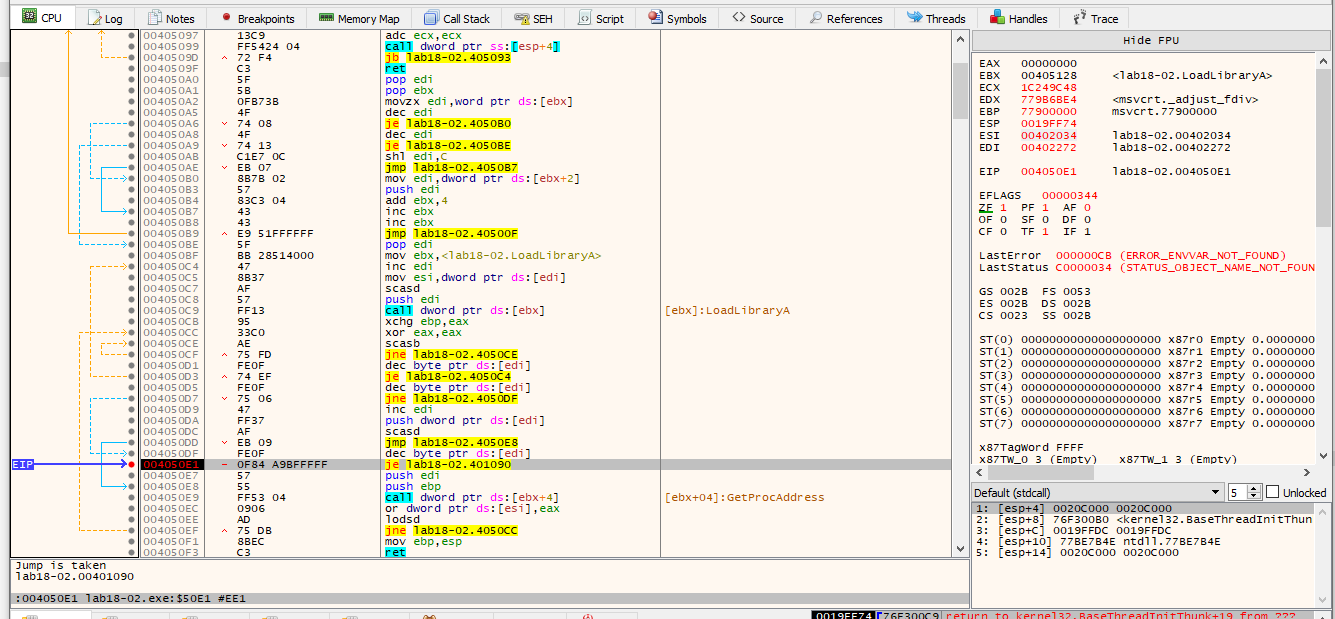 CPU Log Notes Breakpoints Memory Map Call Stack SEH Script Symbols Source References Threads Handles Trace
00405097 13C9 adc ecx,ecx
00405099 FF5424 04 call dword ptr ss:[esp+4]
0040509D 72 F4 jb lab18-02.405093
0040509F C3 ret
004050A0 5F pop edi
004050A1 5B pop ebx
004050A2 0FB73B movzx edi,word ptr ds:[ebx]
004050A5 4F dec edi
004050A6 74 08 je lab18-02.4050B0
004050A8 4F dec edi
004050A9 74 13 je lab18-02.4050BE
004050AB C1E7 0C shl edi,C
004050AE EB 07 jmp lab18-02.4050B7
004050B0 8B7B 02 mov edi,dword ptr ds:[ebx+2]
004050B3 57 push edi
004050B4 83C3 04 add ebx,4
004050B7 43 inc ebx
004050B8 43 inc ebx
004050B9 E9 51FFFFFF jmp lab18-02.40500F
004050BE 5F pop edi
004050BF BB 28514000 mov ebx,<lab18-02.LoadLibraryA>
004050C4 47 inc edi
004050C5 8B37 mov esi,dword ptr ds:[edi]
004050C7 AF scasd
004050C8 57 push edi
004050C9 FF13 call dword ptr ds:[ebx] [ebx]:LoadLibraryA
004050CB 95 xchg ebp,eax
004050CC 33C0 xor eax,eax
004050CE AE scasb
004050CF 75 FD jne lab18-02.4050CE
004050D1 FE0F dec byte ptr ds:[edi]
004050D3 74 EF je lab18-02.4050C4
004050D5 FE0F dec byte ptr ds:[edi]
004050D7 75 06 jne lab18-02.4050DF
004050D9 47 inc edi
004050DA FF37 push dword ptr ds:[edi]
004050DC AF scasd
004050DD EB 09 jmp lab18-02.4050E8
004050DF FE0F dec byte ptr ds:[edi]
EIP 004050E1 0F84 A9BFFFFF je lab18-02.401090
004050E7 57 push edi
004050E8 55 push ebp
004050E9 FF53 04 call dword ptr ds:[ebx+4] [ebx+04]:GetProcAddress
004050EC 0906 or dword ptr ds:[esi],eax
004050EE AD lodsd
004050EF 75 DB jne lab18-02.4050CC
004050F1 8BEC mov ebp,esp
004050F3 C3 ret
Jump is taken
lab18-02.00401090
:004050E1 lab18-02.exe:$50E1 #EE1
Hide FPU
EAX 00000000
EBX 00405128 <lab18-02.LoadLibraryA>
ECX 1C249C48
EDX 779B6BE4 <msvcrt._adjust_fdiv>
EBP 77900000 msvcrt.77900000
ESP 0019FF74
ESI 00402034 lab18-02.00402034
EDI 00402272 lab18-02.00402272
EIP 004050E1 lab18-02.004050E1
EFLAGS 00000344
ZF 1 PF 1 AF 0
OF 0 SF 0 DF 0
CF 0 TF 1 IF 1
LastError 000000CB (ERROR_ENVVAR_NOT_FOUND)
LastStatus C0000034 (STATUS_OBJECT_NAME_NOT_FOUN
GS 002B FS 0053
ES 002B DS 002B
CS 0023 SS 002B
ST(0) 00000000000000000000 x87r0 Empty 0.0000000
ST(1) 00000000000000000000 x87r1 Empty 0.0000000
ST(2) 00000000000000000000 x87r2 Empty 0.0000000
ST(3) 00000000000000000000 x87r3 Empty 0.0000000
ST(4) 00000000000000000000 x87r4 Empty 0.0000000
ST(5) 00000000000000000000 x87r5 Empty 0.0000000
ST(6) 00000000000000000000 x87r6 Empty 0.0000000
ST(7) 00000000000000000000 x87r7 Empty 0.0000000
x87TagWord FFFF
x87TW_0 3 (Empty) x87TW_1 3 (Empty)
Default (stdcall) 5 Unlocked
1: [esp+4] 0020C000 0020C000
2: [esp+8] 76F300B0 <kernel32.BaseThreadInitThun
3: [esp+C] 0019FFDC 0019FFDC
4: [esp+10] 77BE7B4E ntdll.77BE7B4E
5: [esp+14] 0020C000 0020C000
0019FF74 76F300C9 return to kernel32.BaseThreadInitThunk+19 from ???